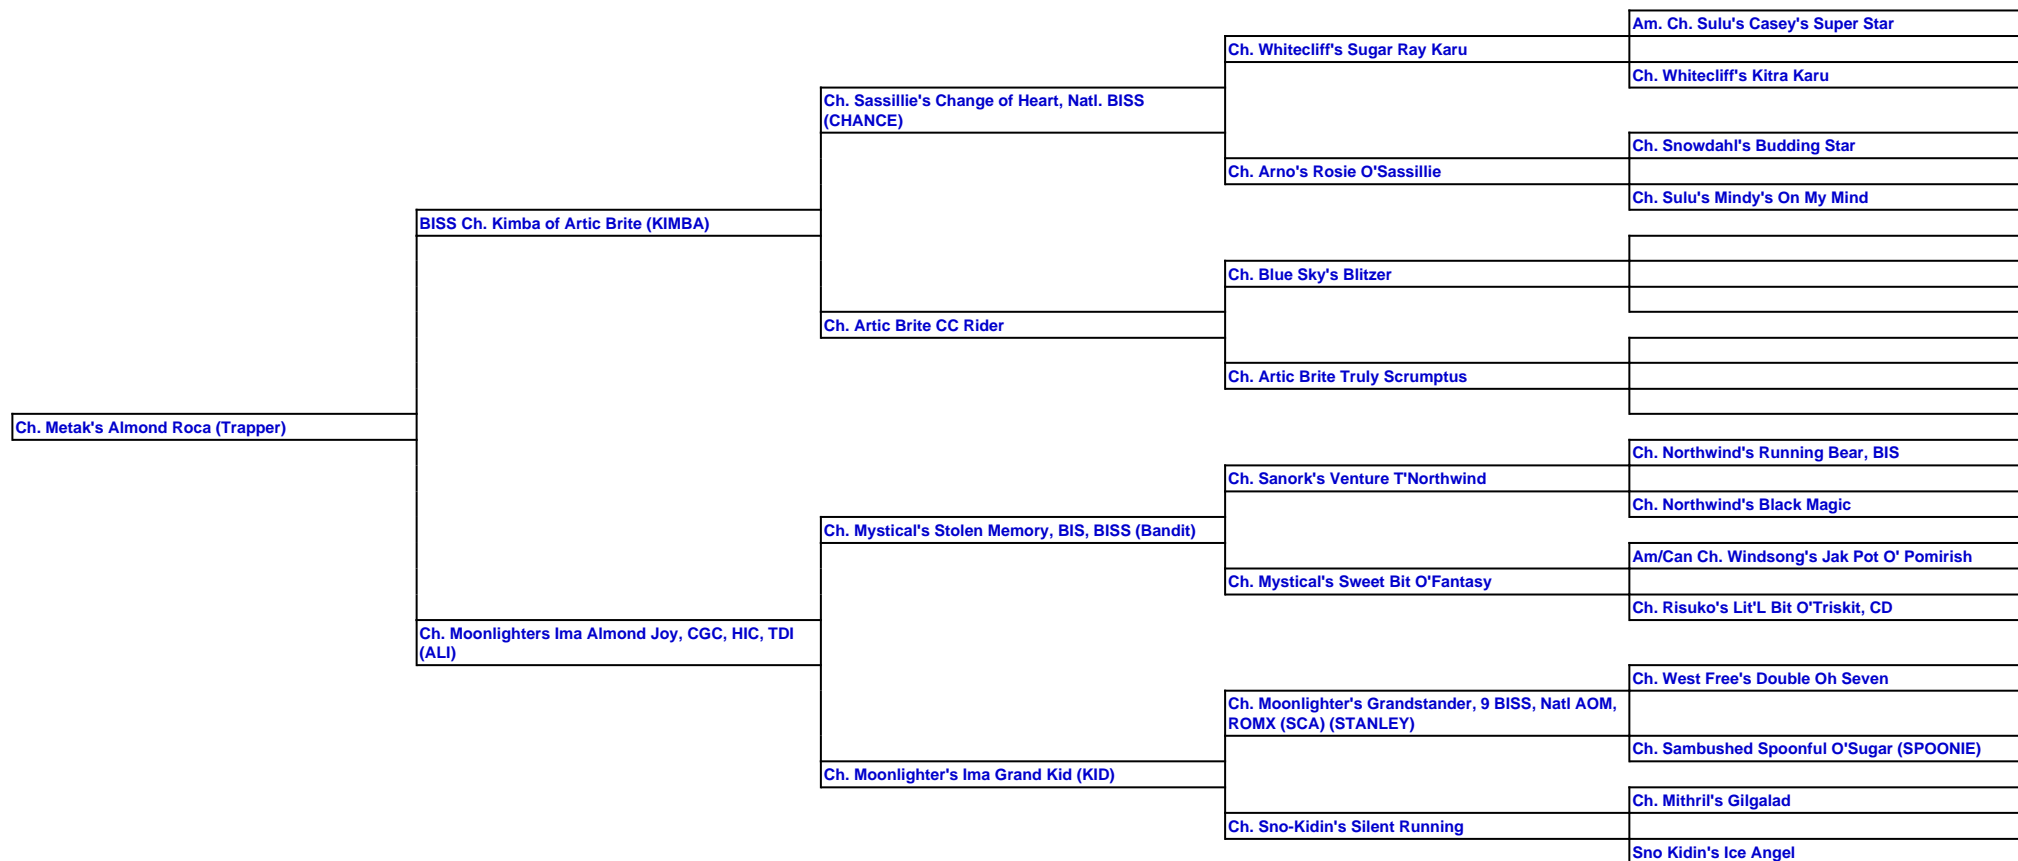 Am. Ch. Sulu's Casey's Super Star
Ch. Whitecliff's Sugar Ray Karu
Ch. Whitecliff's Kitra Karu
Ch. Sassillie's Change of Heart, Natl. BISS
(CHANCE)
Ch. Snowdahl's Budding Star
Ch. Arno's Rosie O'Sassillie
Ch. Sulu's Mindy's On My Mind
BISS Ch. Kimba of Artic Brite (KIMBA)
Ch. Blue Sky's Blitzer
Ch. Artic Brite CC Rider
Ch. Artic Brite Truly Scrumptus
Ch. Metak's Almond Roca (Trapper)
Ch. Northwind's Running Bear, BIS
Ch. Sanork's Venture T'Northwind
Ch. Northwind's Black Magic
Ch. Mystical's Stolen Memory, BIS, BISS (Bandit)
Am/Can Ch. Windsong's Jak Pot O' Pomirish
Ch. Mystical's Sweet Bit O'Fantasy
Ch. Risuko's Lit'L Bit O'Triskit, CD
Ch. Moonlighters Ima Almond Joy, CGC, HIC, TDI
(ALI)
Ch. West Free's Double Oh Seven
Ch. Moonlighter's Grandstander, 9 BISS, Natl AOM,
ROMX (SCA) (STANLEY)
Ch. Sambushed Spoonful O'Sugar (SPOONIE)
Ch. Moonlighter's Ima Grand Kid (KID)
Ch. Mithril's Gilgalad
Ch. Sno-Kidin's Silent Running
Sno Kidin's Ice Angel